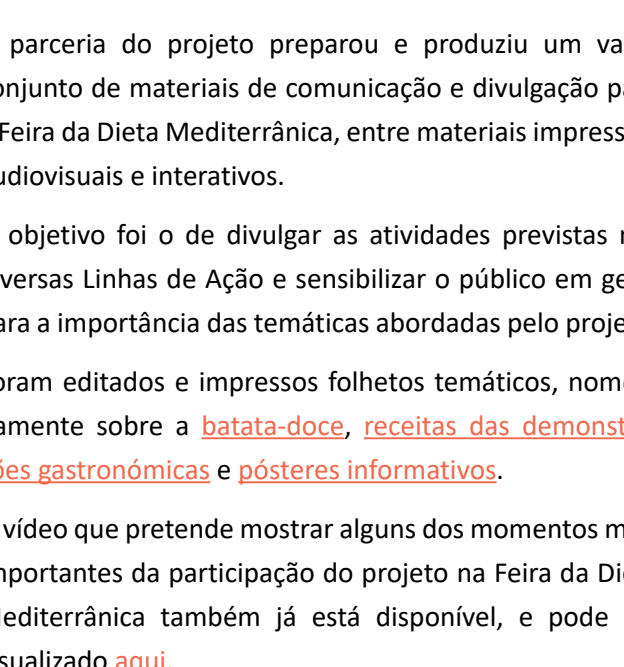 parceria do projeto preparou e produziu um va
onjunto de materiais de comunicação e divulgação pa
Feira da Dieta Mediterrânica, entre materiais impress
udiovisuais e interativos.
objetivo foi o de divulgar as atividades previstas n
versas Linhas de Ação e sensibilizar o público em ge
ara a importância das temáticas abordadas pelo proje
oram editados e impressos folhetos temáticos, nome
amente sobre a batata-doce, receitas das demonst
ões gastronómicas e pósteres informativos.
vídeo que pretende mostrar alguns dos momentos m
mportantes da participação do projeto na Feira da Die
Mediterrânica também já está disponível, e pode
sualizado aqui.